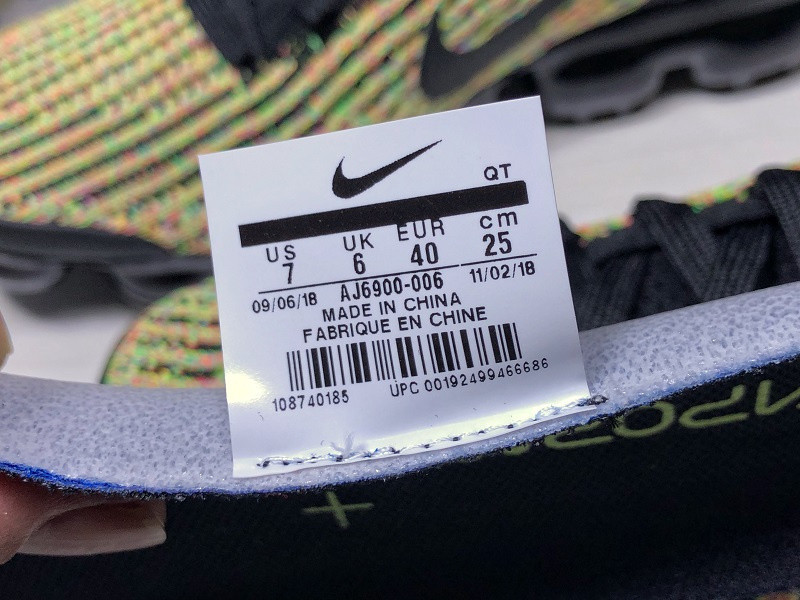 QT
US UK EUR cm
7 6 40 25
09/06/18 AJ6900-006 11/02/18
MADE IN CHINA
FABRIQUE EN CHINE
108740185 UPC 00192499466686